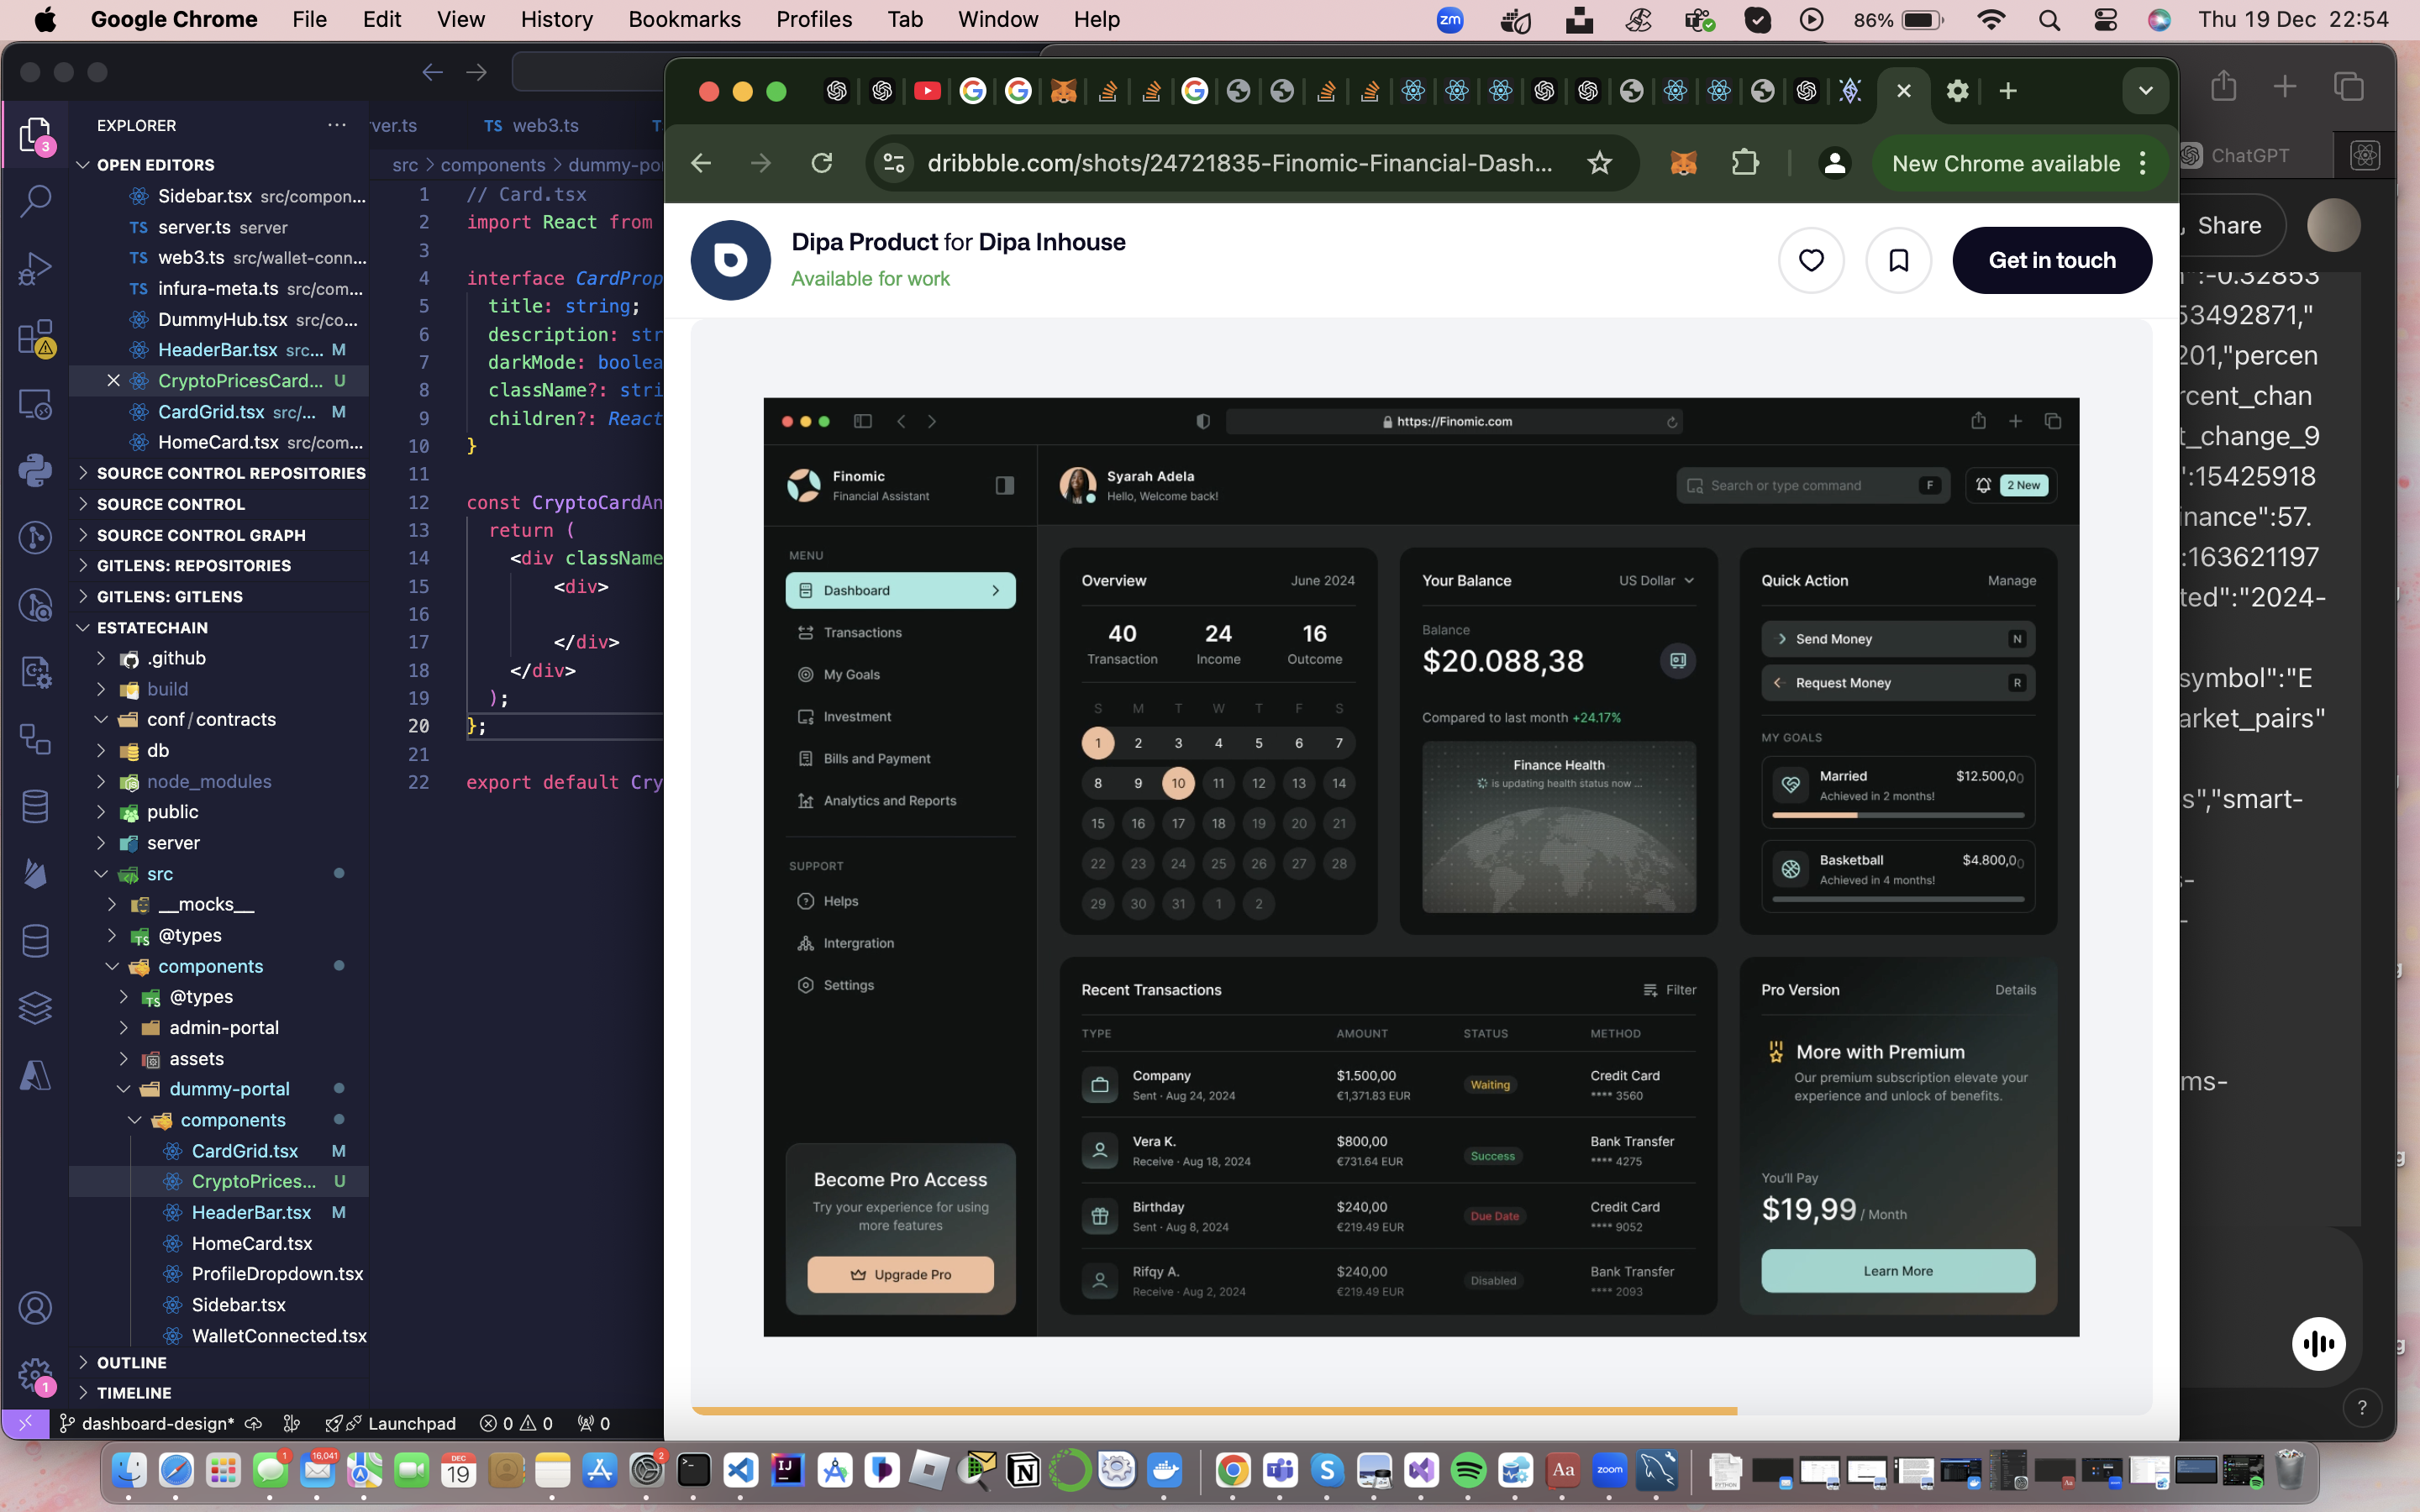 Google Chrome File Edit View History Bookmarks Profiles Tab Window Help
zm 86% Thu 19 Dec 22:54
EXPLORER
3
OPEN EDITORS
Sidebar.tsx src/compon...
TS server.ts server
TS web3.ts src/wallet-conn...
TS infura-meta.ts src/com...
DummyHub.tsx src/co...
HeaderBar.tsx src... M
CryptoPricesCard... U
CardGrid.tsx src/... M
HomeCard.tsx src/com...
SOURCE CONTROL REPOSITORIES
SOURCE CONTROL
SOURCE CONTROL GRAPH
GITLENS: REPOSITORIES
GITLENS: GITLENS
ESTATECHAIN
.github
build
conf/contracts
db
node_modules
public
server
src
__mocks__
@types
components
@types
admin-portal
assets
dummy-portal
components
CardGrid.tsx M
CryptoPrices... U
HeaderBar.tsx M
HomeCard.tsx
ProfileDropdown.tsx
Sidebar.tsx
WalletConnected.tsx
OUTLINE
TIMELINE
1
dashboard-design* Launchpad 0 0 0
ver.ts TS web3.ts
src > components > dummy-po
1 // Card.tsx
2 import React from
3
4 interface CardProp
5 title: string;
6 description: str
7 darkMode: boolea
8 className?: stri
9 children?: React
10 }
11
12 const CryptoCardAn
13 return (
14 <div className
15 <div>
16
17 </div>
18 </div>
19 );
20 };
21
22 export default Cry
dribbble.com/shots/24721835-Finomic-Financial-Dash...
New Chrome available
Dipa Product for Dipa Inhouse
Available for work
Get in touch
https://Finomic.com
Finomic
Financial Assistant
Syarah Adela
Hello, Welcome back!
Search or type command F
2 New
MENU
Dashboard
Transactions
My Goals
Investment
Bills and Payment
Analytics and Reports
SUPPORT
Helps
Intergration
Settings
Become Pro Access
Try your experience for using
more features
Upgrade Pro
Overview June 2024
40 24 16
Transaction Income Outcome
S M T W T F S
1 2 3 4 5 6 7
8 9 10 11 12 13 14
15 16 17 18 19 20 21
22 23 24 25 26 27 28
29 30 31 1 2
Your Balance US Dollar
Balance
$20.088,38
Compared to last month +24.17%
Finance Health
is updating health status now ...
Quick Action Manage
Send Money N
Request Money R
MY GOALS
Married $12.500,00
Achieved in 2 months!
Basketball $4.800,00
Achieved in 4 months!
Recent Transactions Filter
TYPE AMOUNT STATUS METHOD
Company $1.500,00 Waiting Credit Card
Sent · Aug 24, 2024 €1,371.83 EUR **** 3560
Vera K. $800,00 Success Bank Transfer
Receive · Aug 18, 2024 €731.64 EUR **** 4275
Birthday $240,00 Due Date Credit Card
Sent · Aug 8, 2024 €219.49 EUR **** 9052
Rifqy A. $240,00 Disabled Bank Transfer
Receive · Aug 2, 2024 €219.49 EUR **** 2093
Pro Version Details
More with Premium
Our premium subscription elevate your
experience and unlock of benefits.
You'll Pay
$19,99 / Month
Learn More
ChatGPT
Share
":-0.32853
53492871,"
201,"percen
rcent_chan
t_change_9
":15425918
inance":57.
:163621197
ted":"2024-
symbol":"E
arket_pairs"
s","smart-
ms-
?
1
16,041
DEC
19
2
IJ
Aa
zoom